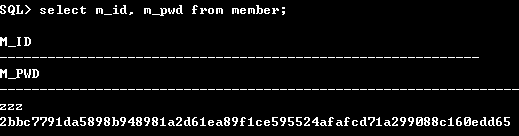 SQL> select m_id, m_pwd from member;
M_ID
--------------------------------------------------------------------------------
M_PWD
--------------------------------------------------------------------------------
zzz
2bbc7791da5898b948981a2d61ea89f1ce595524afafcd71a299088c160edd65